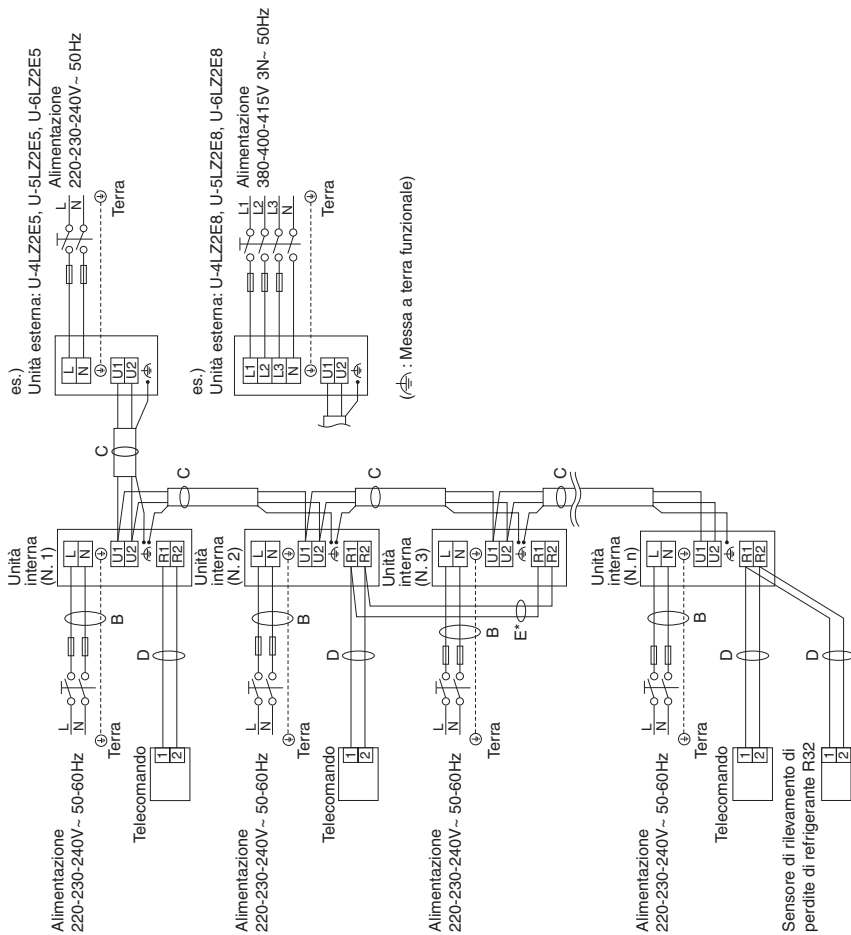 es.)
Unità esterna: U-4LZ2E5, U-5LZ2E5, U-6LZ2E5
Alimentazione
220-230-240V ~ 50Hz
L
N
Terra
L
N
U1
U2
C
es.)
Unità esterna: U-4LZ2E8, U-5LZ2E8, U-6LZ2E8
Alimentazione
380-400-415V 3N~ 50Hz
L1
L2
L3
N
Terra
L1
L2
L3
N
U1
U2
( : Messa a terra funzionale)
Unità
interna
(N. 1)
L
N
U1
U2
R1
R2
C
B
D
Alimentazione
220-230-240V ~ 50-60Hz
L
N
Terra
Telecomando
1
2
Unità
interna
(N. 2)
L
N
U1
U2
R1
R2
C
B
D
Alimentazione
220-230-240V ~ 50-60Hz
L
N
Terra
Telecomando
1
2
Unità
interna
(N. 3)
L
N
U1
U2
R1
R2
C
B
E*
Alimentazione
220-230-240V ~ 50-60Hz
L
N
Terra
Unità
interna
(N. n)
L
N
U1
U2
R1
R2
B
D
D
Alimentazione
220-230-240V ~ 50-60Hz
L
N
Terra
Telecomando
1
2
Sensore di rilevamento di
perdite di refrigerante R32
1
2